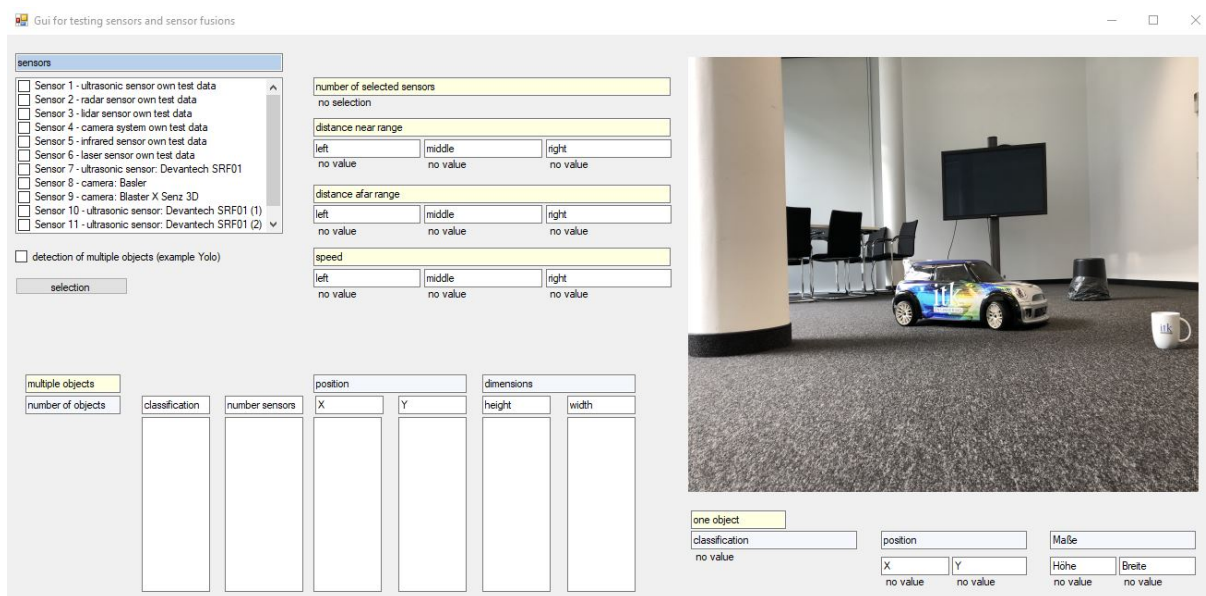 Gui for testing sensors and sensor fusions
sensors
Sensor 1 - ultrasonic sensor own test data
Sensor 2 - radar sensor own test data
Sensor 3 - lidar sensor own test data
Sensor 4 - camera system own test data
Sensor 5 - infrared sensor own test data
Sensor 6 - laser sensor own test data
Sensor 7 - ultrasonic sensor: Devantech SRF01
Sensor 8 - camera: Basler
Sensor 9 - camera: Blaster X Senz 3D
Sensor 10 - ultrasonic sensor: Devantech SRF01 (1)
Sensor 11 - ultrasonic sensor: Devantech SRF01 (2)
detection of multiple objects (example Yolo)
selection
number of selected sensors
no selection
distance near range
left middle right
no value no value no value
distance afar range
left middle right
no value no value no value
speed
left middle right
no value no value no value
itk
itk
multiple objects position dimensions
number of objects classification number sensors X Y height width
one object
classification position Maße
no value
X Y Höhe Breite
no value no value no value no value